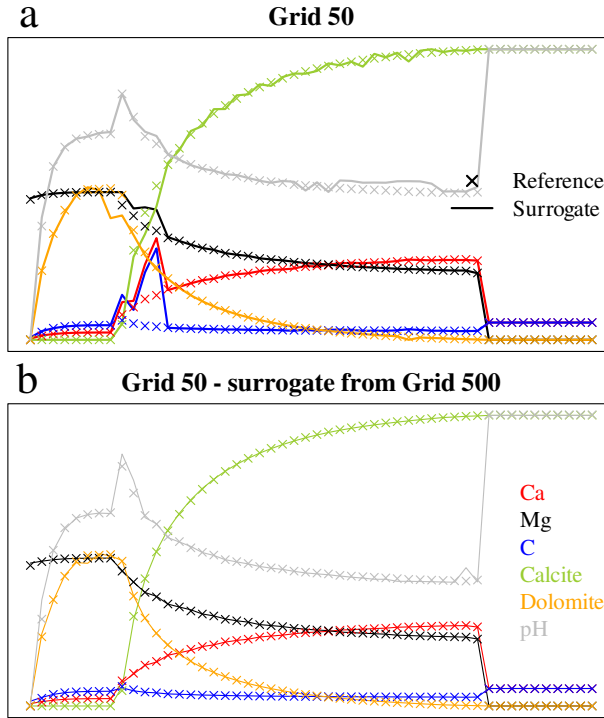 a
Grid 50
Reference
Surrogate
b
Grid 50 - surrogate from Grid 500
Ca
Mg
C
Calcite
Dolomite
pH